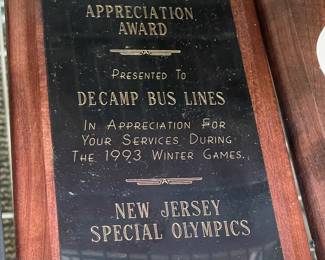 APPRECIATION
AWARD
PRESENTED TO
DECAMP BUS LINES
IN APPRECIATION FOR
YOUR SERVICES DURING
THE 1993 WINTER GAMES.
NEW JERSEY
SPECIAL OLYMPICS